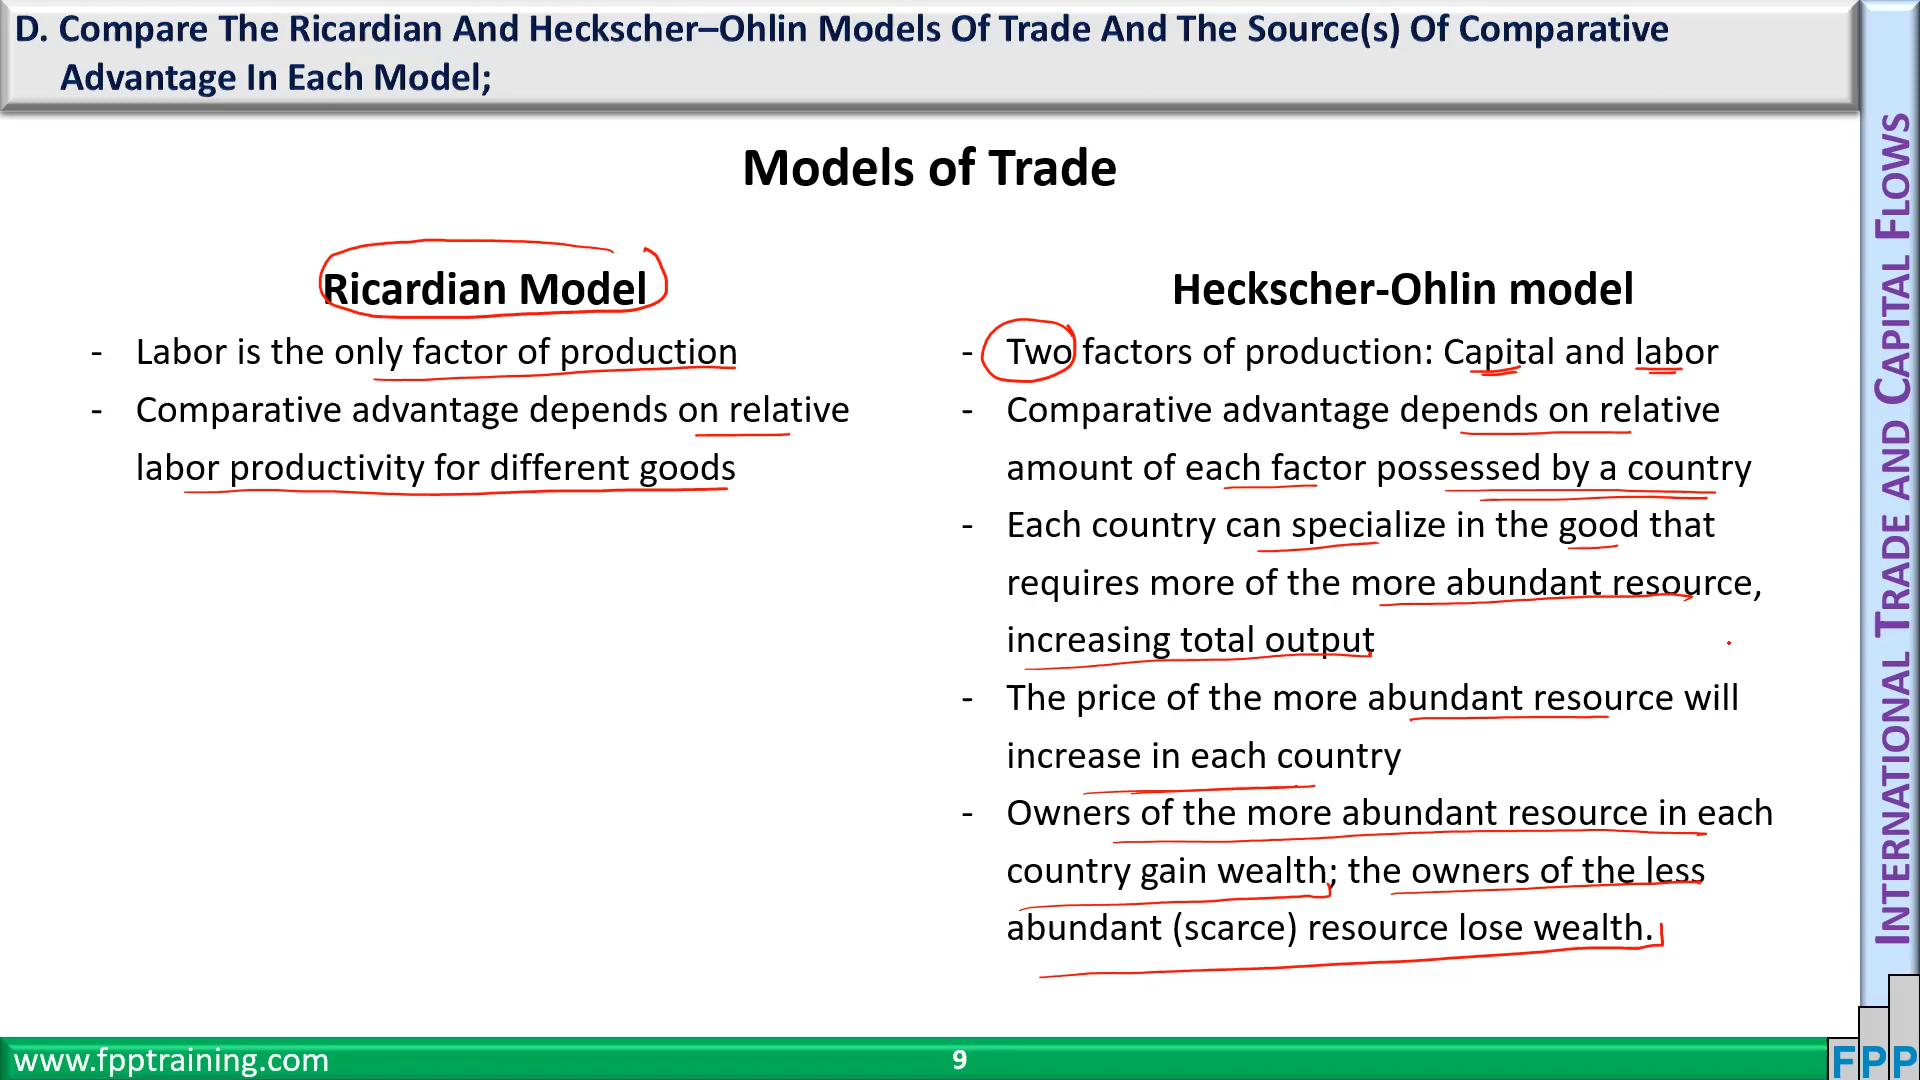 D. Compare The Ricardian And Heckscher–Ohlin Models Of Trade And The Source(s) Of Comparative
Advantage In Each Model;
Models of Trade
Ricardian Model
- Labor is the only factor of production
- Comparative advantage depends on relative
labor productivity for different goods
Heckscher-Ohlin model
- Two factors of production: Capital and labor
- Comparative advantage depends on relative
amount of each factor possessed by a country
- Each country can specialize in the good that
requires more of the more abundant resource,
increasing total output
- The price of the more abundant resource will
increase in each country
- Owners of the more abundant resource in each
country gain wealth; the owners of the less
abundant (scarce) resource lose wealth.
INTERNATIONAL TRADE AND CAPITAL FLOWS
www.fpptraining.com
9
FPP